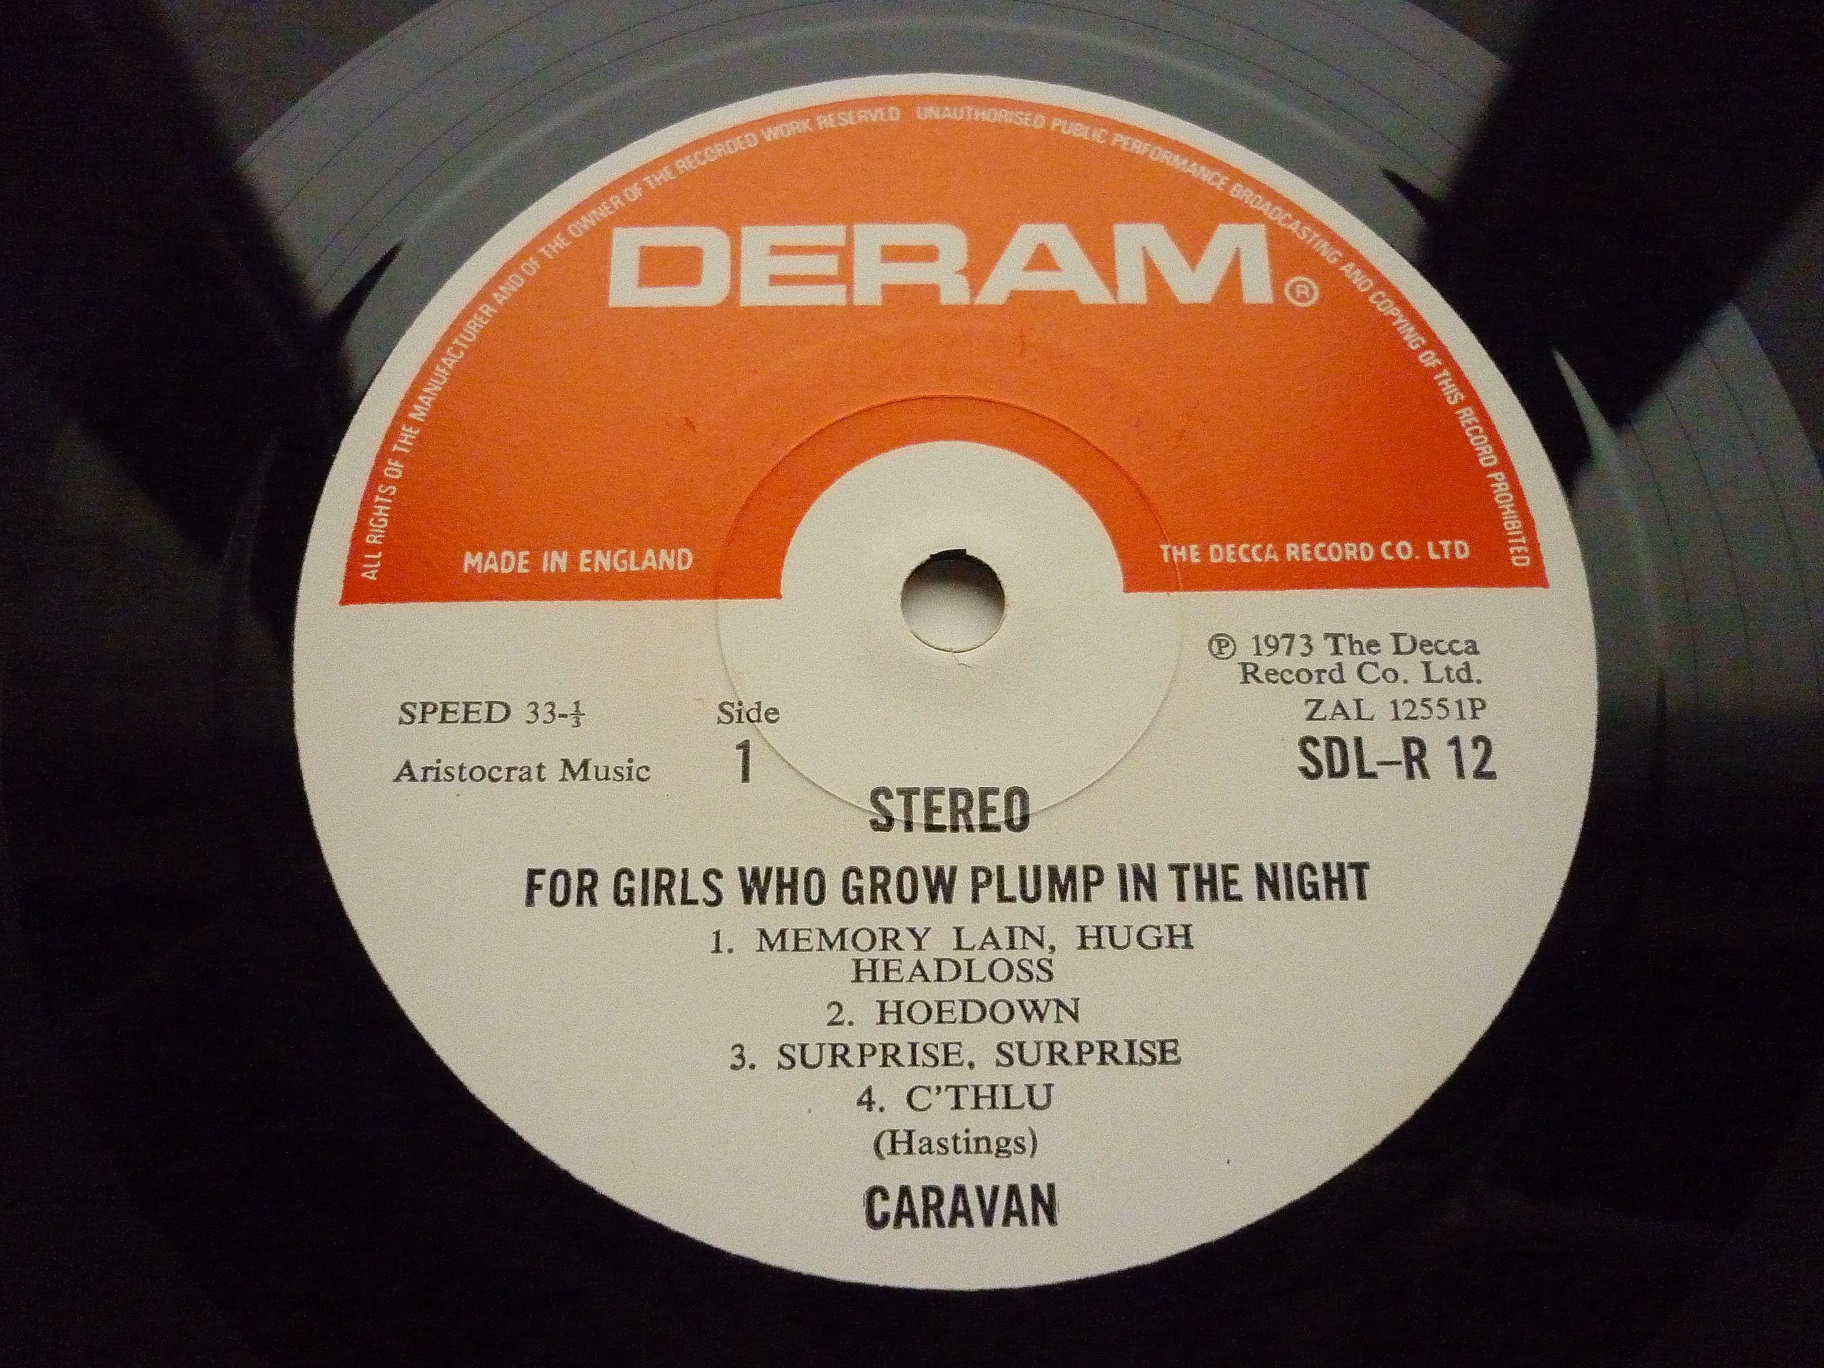 ALL RIGHTS OF THE MANUFACTURER AND OF THE OWNER OF THE RECORDED WORK RESERVED UNAUTHORISED PUBLIC PERFORMANCE BROADCASTING AND COPYING OF THIS RECORD PROHIBITED
DERAM ®
MADE IN ENGLAND
THE DECCA RECORD CO. LTD
℗ 1973 The Decca
Record Co. Ltd.
SPEED 33-⅓
Side
ZAL 12551P
Aristocrat Music
1
SDL-R 12
STEREO
FOR GIRLS WHO GROW PLUMP IN THE NIGHT
1. MEMORY LAIN, HUGH
HEADLOSS
2. HOEDOWN
3. SURPRISE, SURPRISE
4. C'THLU
(Hastings)
CARAVAN